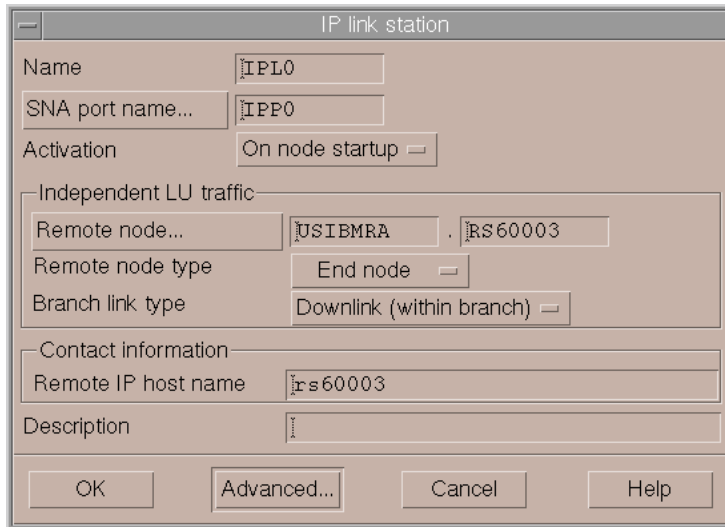 IP link station
Name IPL0
SNA port name... IPP0
Activation On node startup
Independent LU traffic
Remote node... USIBMRA . RS60003
Remote node type End node
Branch link type Downlink (within branch)
Contact information
Remote IP host name rs60003
Description
OK Advanced... Cancel Help